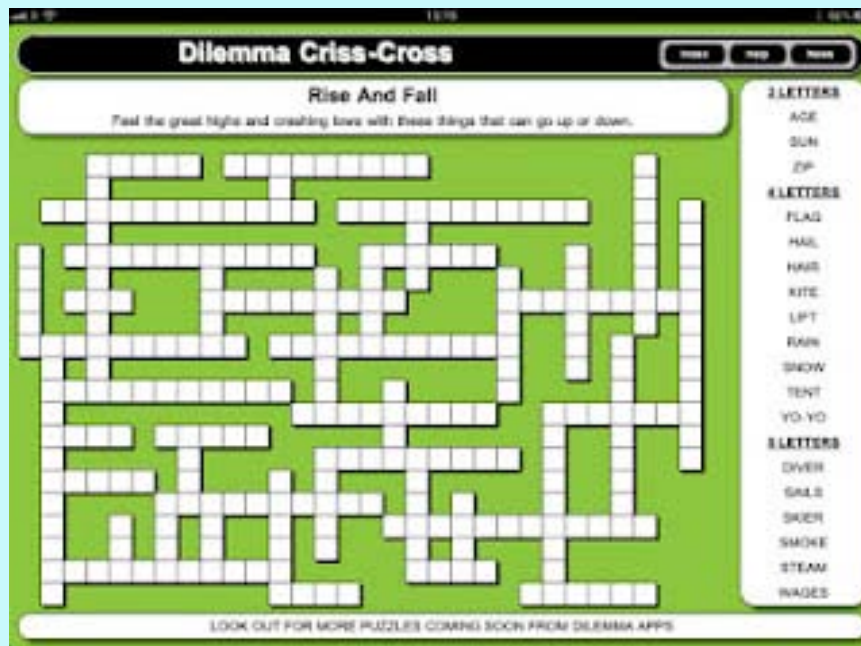 Dilemma Criss-Cross
Rise And Fall
Feel the great highs and crashing lows with these things that can go up or down.
3 LETTERS
AGE
SUN
ZIP
4 LETTERS
FLAG
HAIL
HAIR
KITE
LIFT
RAIN
SNOW
TENT
YO-YO
5 LETTERS
DIVER
SAILS
SKIER
SMOKE
STEAM
WAGES
LOOK OUT FOR MORE PUZZLES COMING SOON FROM DILEMMA APPS